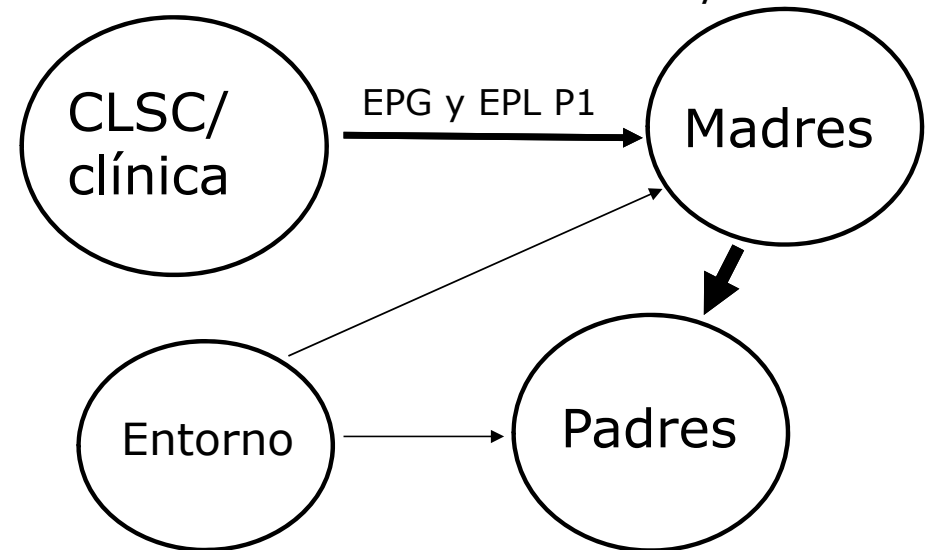 CLSC/
clínica
EPG y EPL P1
Madres
Entorno
Padres